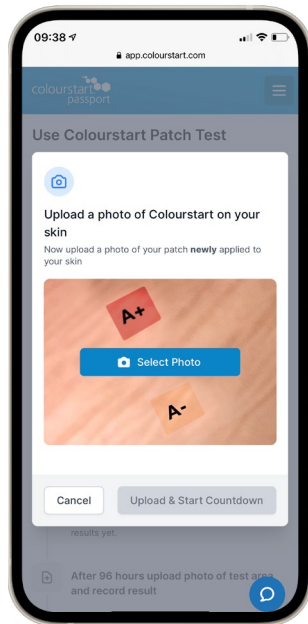 09:38
app.colourstart.com
colourstart
passport
Use Colourstart Patch Test
Upload a photo of Colourstart on your
skin
Now upload a photo of your patch newly applied to
your skin
A+
Select Photo
A-
Cancel
Upload & Start Countdown
results yet.
After 96 hours upload photo of test area
and record result